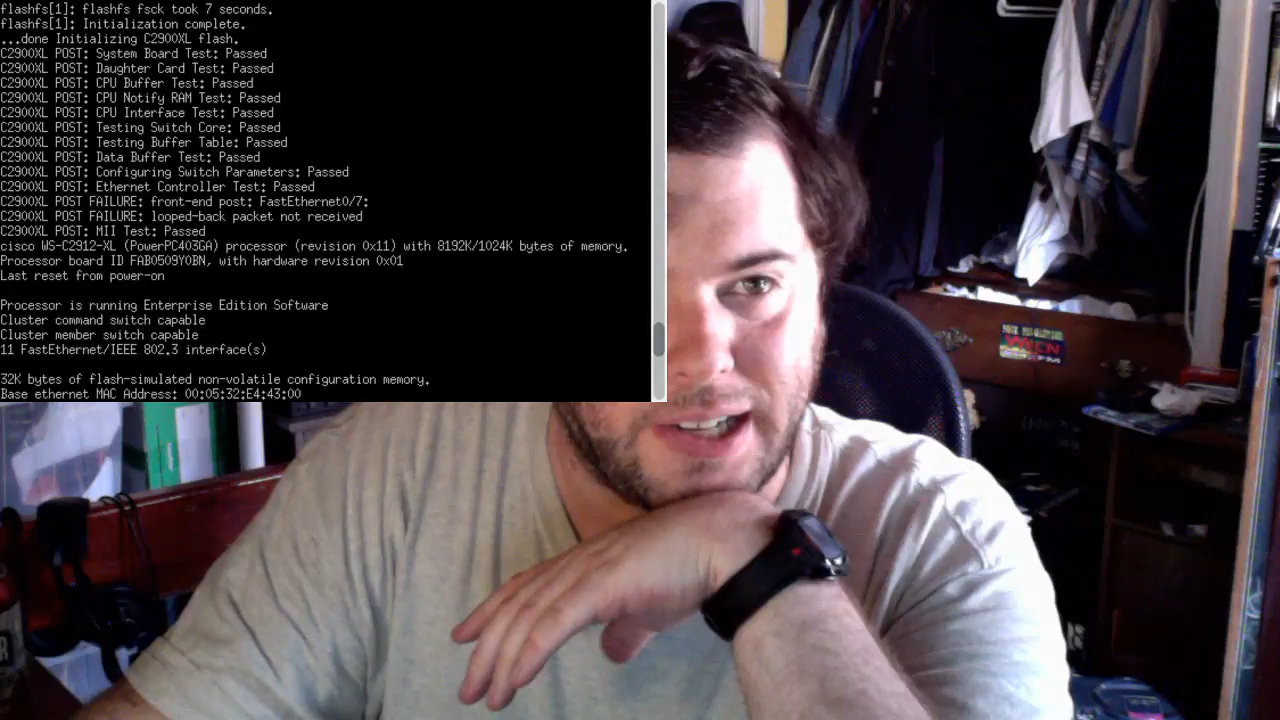 flashfs[1]: flashfs fsck took 7 seconds.
flashfs[1]: Initialization complete.
...done Initializing C2900XL flash.
C2900XL POST: System Board Test: Passed
C2900XL POST: Daughter Card Test: Passed
C2900XL POST: CPU Buffer Test: Passed
C2900XL POST: CPU Notify RAM Test: Passed
C2900XL POST: CPU Interface Test: Passed
C2900XL POST: Testing Switch Core: Passed
C2900XL POST: Testing Buffer Table: Passed
C2900XL POST: Data Buffer Test: Passed
C2900XL POST: Configuring Switch Parameters: Passed
C2900XL POST: Ethernet Controller Test: Passed
C2900XL POST FAILURE: front-end post: FastEthernet0/7:
C2900XL POST FAILURE: looped-back packet not received
C2900XL POST: MII Test: Passed
cisco WS-C2912-XL (PowerPC403GA) processor (revision 0x11) with 8192K/1024K bytes of memory.
Processor board ID FAB0509Y0BN, with hardware revision 0x01
Last reset from power-on
Processor is running Enterprise Edition Software
Cluster command switch capable
Cluster member switch capable
11 FastEthernet/IEEE 802.3 interface(s)
32K bytes of flash-simulated non-volatile configuration memory.
Base ethernet MAC Address: 00:05:32:E4:43:00